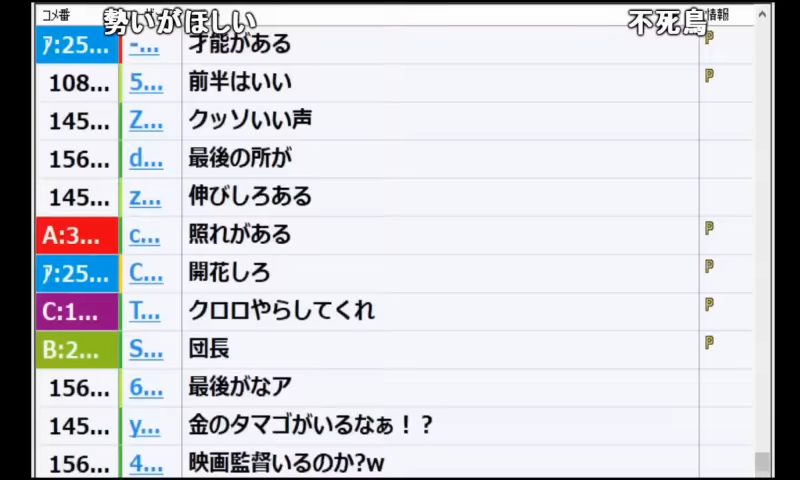 コメ番 情報
勢いがほしい 不死鳥
ｱ:25... -... 才能がある P
108... 5... 前半はいい P
145... Z... クッソいい声
156... d... 最後の所が
145... z... 伸びしろある
A:3... c... 照れがある P
ｱ:25... C... 開花しろ P
C:1... T... クロロやらしてくれ P
B:2... S... 団長 P
156... 6... 最後がなア
145... y... 金のタマゴがいるなぁ！？
156... 4... 映画監督いるのか?w